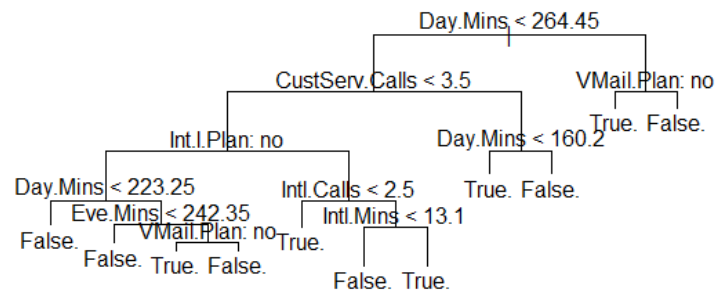 Day.Mins < 264.45
CustServ.Calls < 3.5
VMail.Plan: no
True. False.
Int.l.Plan: no
Day.Mins < 160.2
True. False.
Day.Mins < 223.25
Intl.Calls < 2.5
Eve.Mins < 242.35
Intl.Mins < 13.1
False.
VMail.Plan: no
True.
False.
True. False.
False. True.